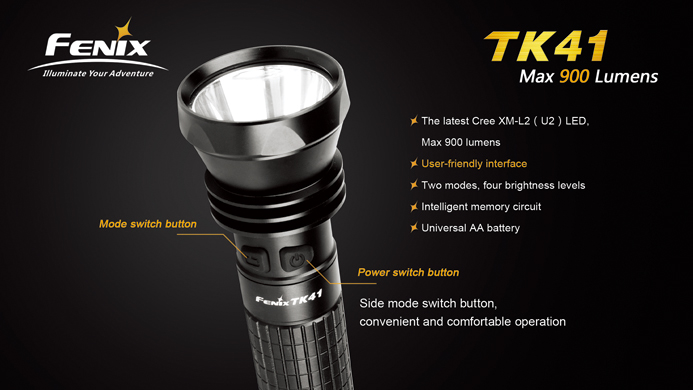 FENIX
Illuminate Your Adventure
TK41
Max 900 Lumens
The latest Cree XM-L2 ( U2 ) LED,
Max 900 lumens
User-friendly interface
Two modes, four brightness levels
Intelligent memory circuit
Universal AA battery
Mode switch button
Power switch button
FENIX TK41
Side mode switch button,
convenient and comfortable operation